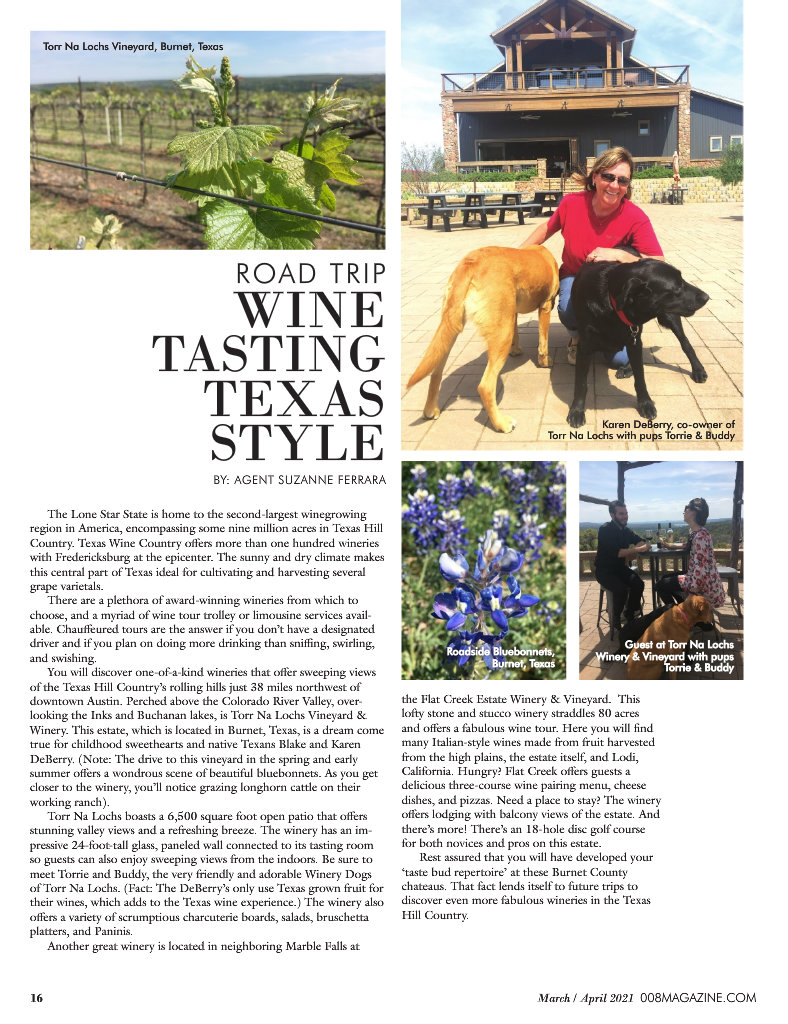 Torr Na Lochs Vineyard, Burnet, Texas
Karen DeBerry, co-owner of
Torr Na Lochs with pups Torrie & Buddy
ROAD TRIP
WINE
TASTING
TEXAS
STYLE
BY: AGENT SUZANNE FERRARA
Roadside Bluebonnets,
Burnet, Texas
Guest at Torr Na Lochs
Winery & Vineyard with pups
Torrie & Buddy
The Lone Star State is home to the second-largest winegrowing
region in America, encompassing some nine million acres in Texas Hill
Country. Texas Wine Country offers more than one hundred wineries
with Fredericksburg at the epicenter. The sunny and dry climate makes
this central part of Texas ideal for cultivating and harvesting several
grape varietals.
There are a plethora of award-winning wineries from which to
choose, and a myriad of wine tour trolley or limousine services avail-
able. Chauffeured tours are the answer if you don't have a designated
driver and if you plan on doing more drinking than sniffing, swirling,
and swishing.
You will discover one-of-a-kind wineries that offer sweeping views
of the Texas Hill Country's rolling hills just 38 miles northwest of
downtown Austin. Perched above the Colorado River Valley, over-
looking the Inks and Buchanan lakes, is Torr Na Lochs Vineyard &
Winery. This estate, which is located in Burnet, Texas, is a dream come
true for childhood sweethearts and native Texans Blake and Karen
DeBerry. (Note: The drive to this vineyard in the spring and early
summer offers a wondrous scene of beautiful bluebonnets. As you get
closer to the winery, you'll notice grazing longhorn cattle on their
working ranch).
Torr Na Lochs boasts a 6,500 square foot open patio that offers
stunning valley views and a refreshing breeze. The winery has an im-
pressive 24-foot-tall glass, paneled wall connected to its tasting room
so guests can also enjoy sweeping views from the indoors. Be sure to
meet Torrie and Buddy, the very friendly and adorable Winery Dogs
of Torr Na Lochs. (Fact: The DeBerry's only use Texas grown fruit for
their wines, which adds to the Texas wine experience.) The winery also
offers a variety of scrumptious charcuterie boards, salads, bruschetta
platters, and Paninis.
Another great winery is located in neighboring Marble Falls at
the Flat Creek Estate Winery & Vineyard. This
lofty stone and stucco winery straddles 80 acres
and offers a fabulous wine tour. Here you will find
many Italian-style wines made from fruit harvested
from the high plains, the estate itself, and Lodi,
California. Hungry? Flat Creek offers guests a
delicious three-course wine pairing menu, cheese
dishes, and pizzas. Need a place to stay? The winery
offers lodging with balcony views of the estate. And
there's more! There's an 18-hole disc golf course
for both novices and pros on this estate.
Rest assured that you will have developed your
'taste bud repertoire' at these Burnet County
chateaus. That fact lends itself to future trips to
discover even more fabulous wineries in the Texas
Hill Country.
16
March / April 2021 008MAGAZINE.COM